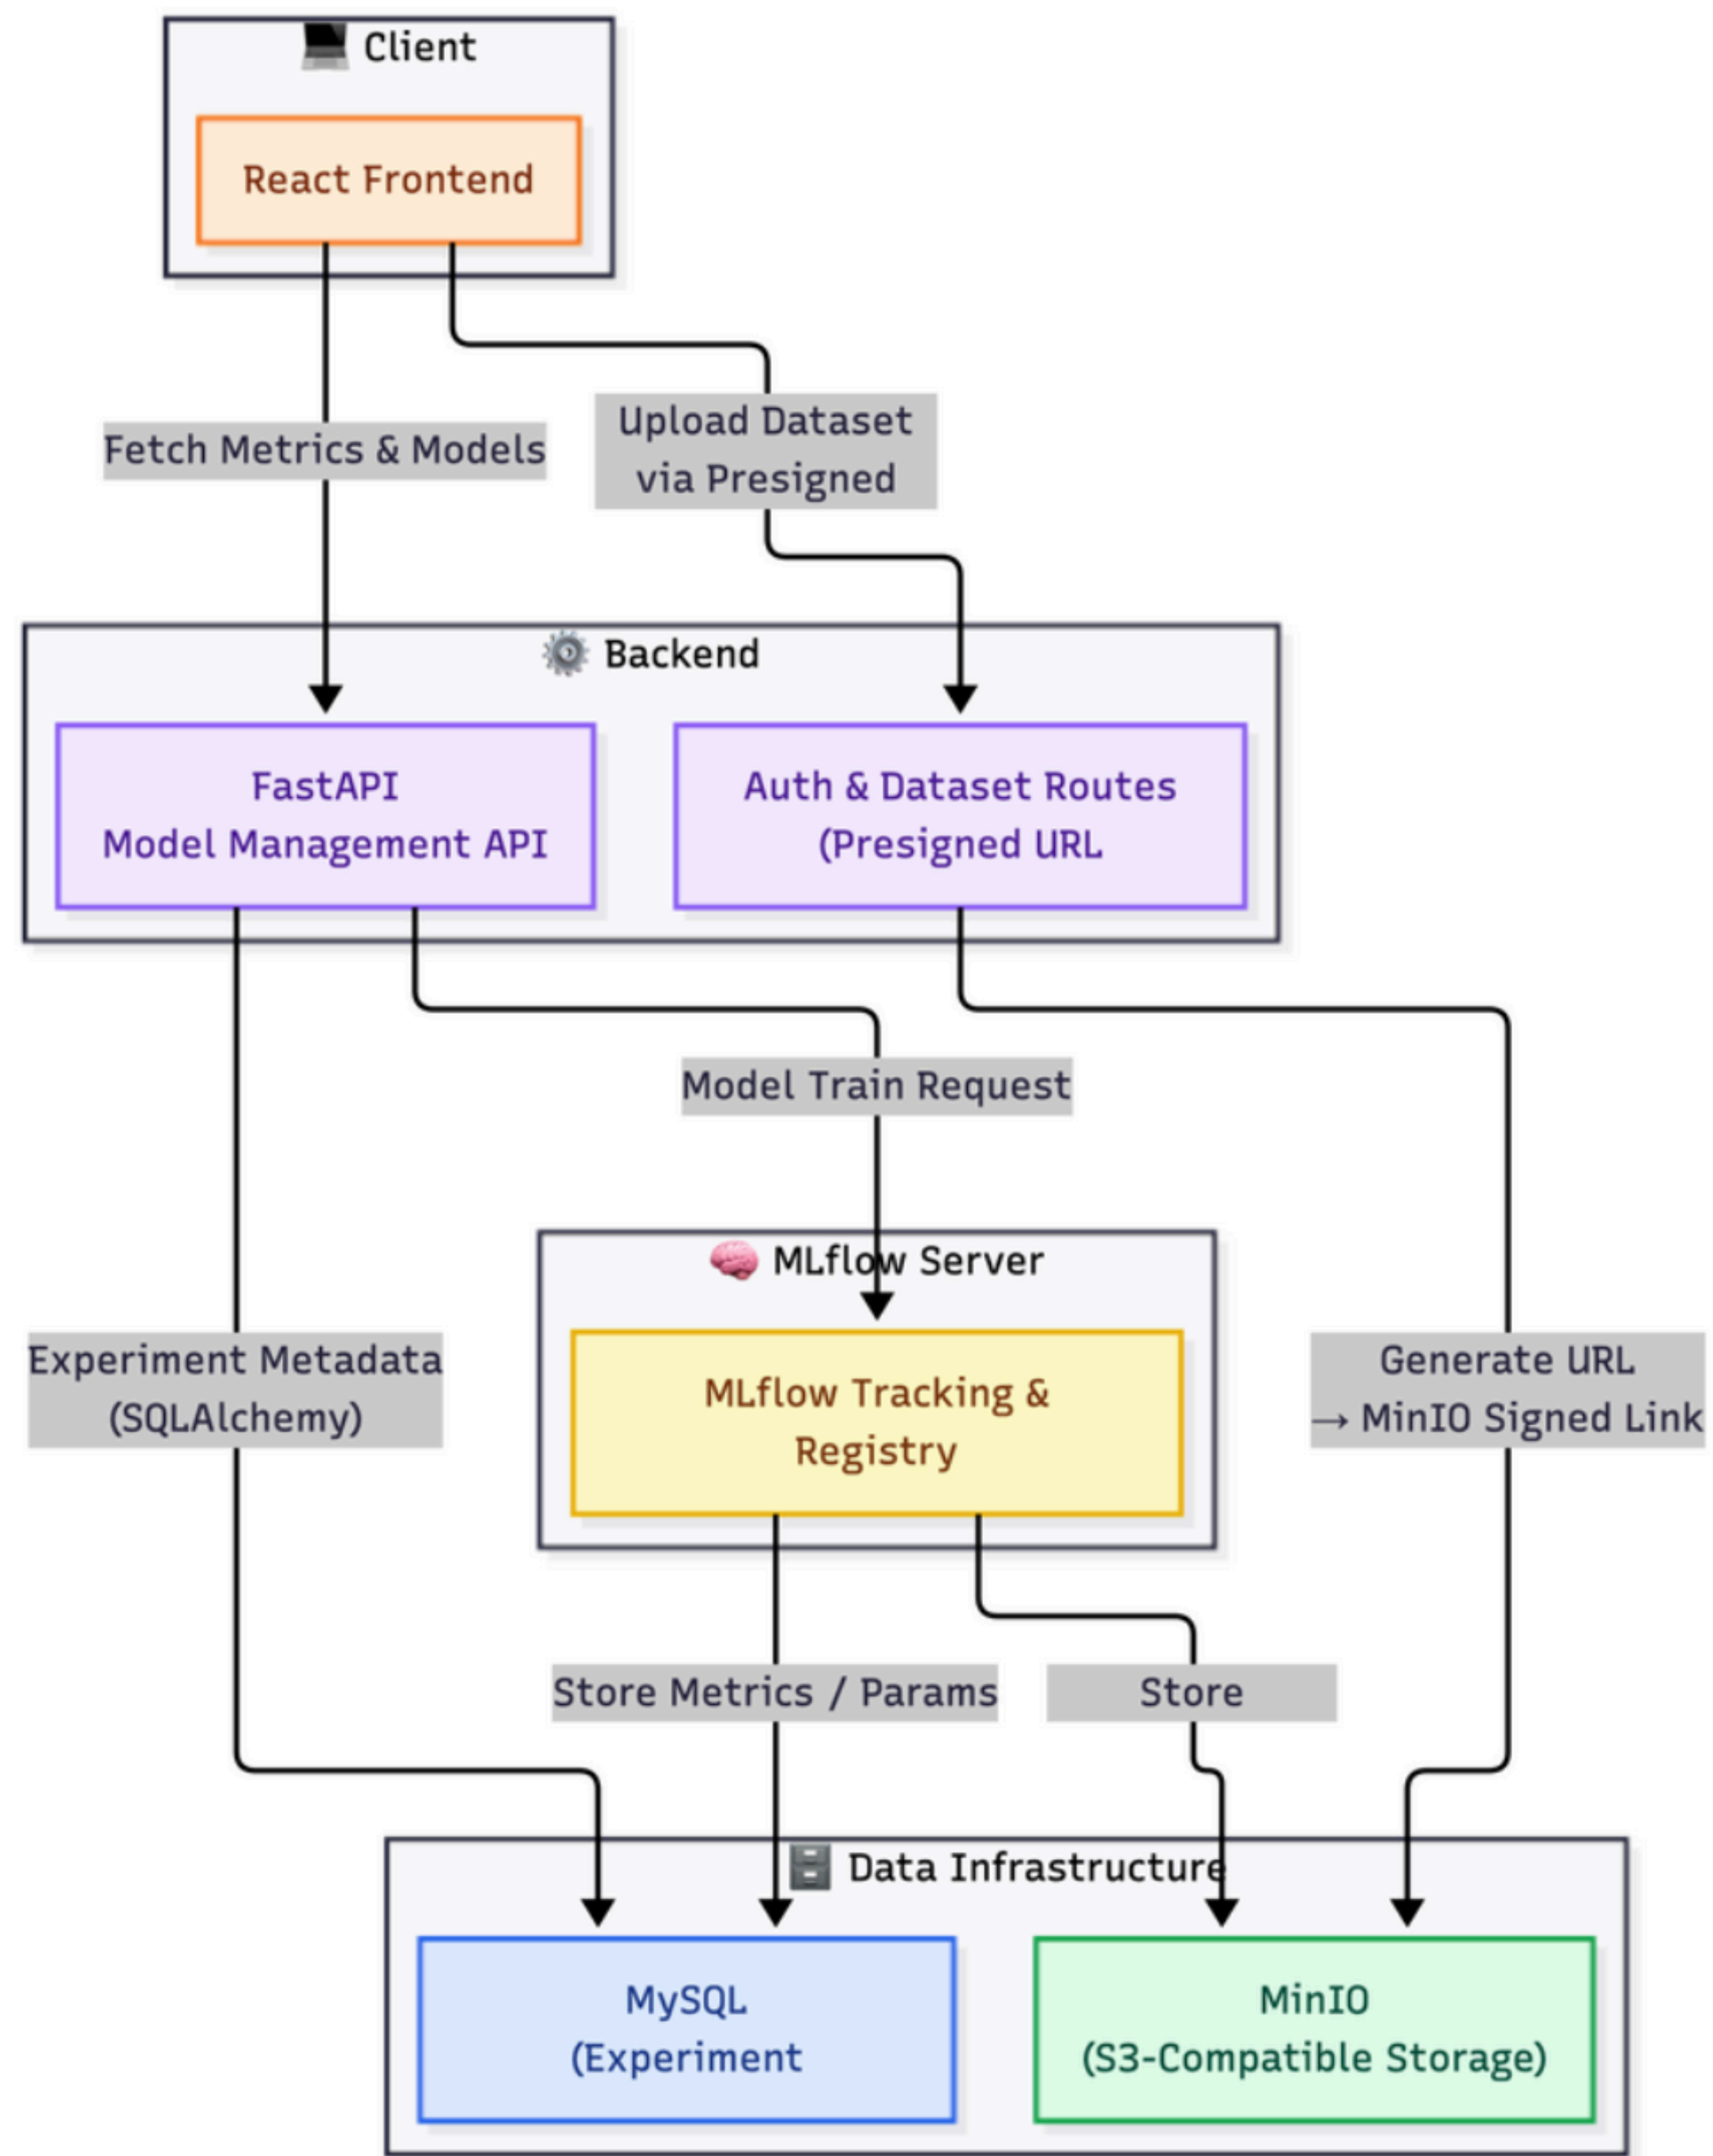 Client
React Frontend
Fetch Metrics & Models
Upload Dataset
via Presigned
Backend
FastAPI
Model Management API
Auth & Dataset Routes
(Presigned URL
Model Train Request
MLflow Server
Experiment Metadata
(SQLAlchemy)
MLflow Tracking &
Registry
Generate URL
→ MinIO Signed Link
Store Metrics / Params
Store
Data Infrastructure
MySQL
(Experiment
MinIO
(S3-Compatible Storage)